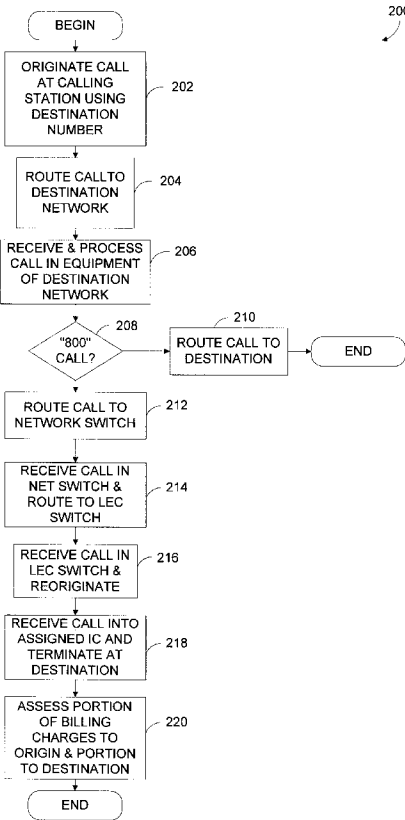 200
BEGIN
ORIGINATE CALL
AT CALLING
STATION USING
DESTINATION
NUMBER
202
ROUTE CALLTO
DESTINATION
NETWORK
204
RECEIVE & PROCESS
CALL IN EQUIPMENT
OF DESTINATION
NETWORK
206
208
"800"
CALL?
210
ROUTE CALL TO
DESTINATION
END
ROUTE CALL TO
NETWORK SWITCH
212
RECEIVE CALL IN
NET SWITCH &
ROUTE TO LEC
SWITCH
214
RECEIVE CALL IN
LEC SWITCH &
REORIGINATE
216
RECEIVE CALL INTO
ASSIGNED IC AND
TERMINATE AT
DESTINATION
218
ASSESS PORTION
OF BILLING
CHARGES TO
ORIGIN & PORTION
TO DESTINATION
220
END